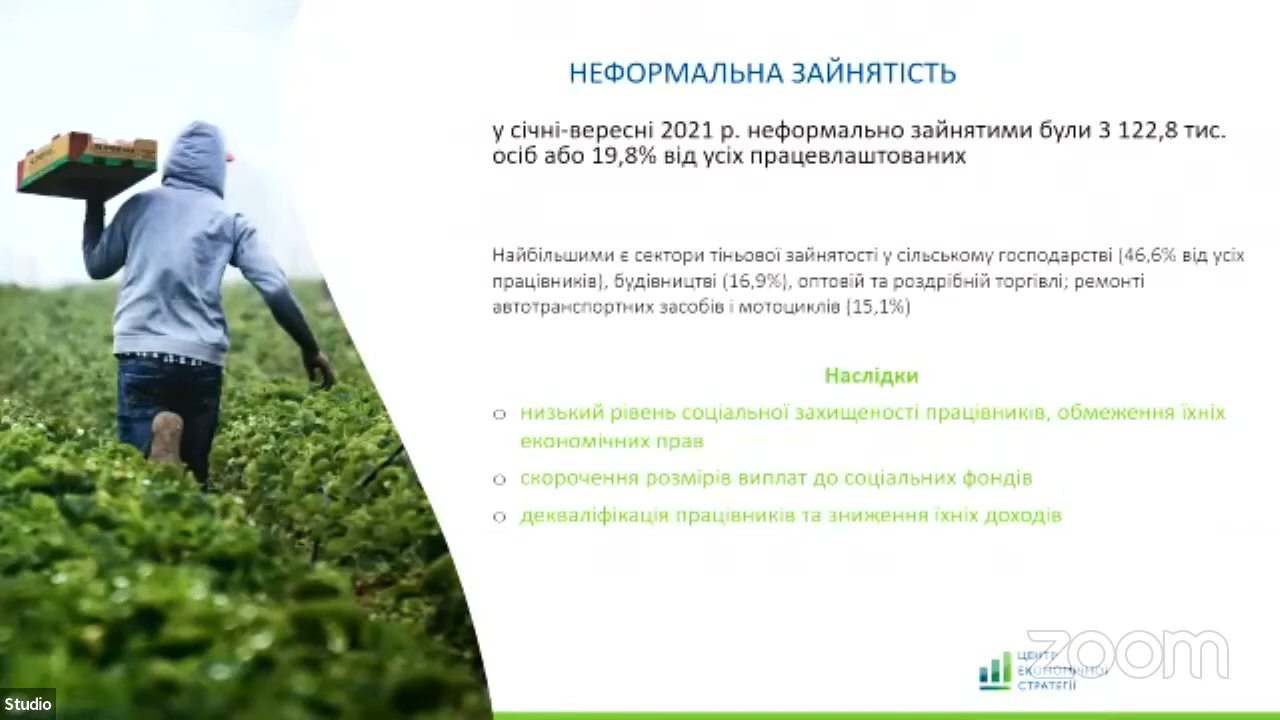 НЕФОРМАЛЬНА ЗАЙНЯТІСТЬ
у січні-вересні 2021 р. неформально зайнятими були 3 122,8 тис.
осіб або 19,8% від усіх працевлаштованих
Найбільшими є сектори тіньової зайнятості у сільському господарстві (46,6% від усіх
працівників), будівництві (16,9%), оптовій та роздрібній торгівлі; ремонті
автотранспортних засобів і мотоциклів (15,1%)
Наслідки
o низький рівень соціальної захищеності працівників, обмеження їхніх
економічних прав
o скорочення розмірів виплат до соціальних фондів
o декваліфікація працівників та зниження їхніх доходів
zoom
ЦЕНТР
ЕКОНОМІЧНОЇ
СТРАТЕГІЇ
Studio